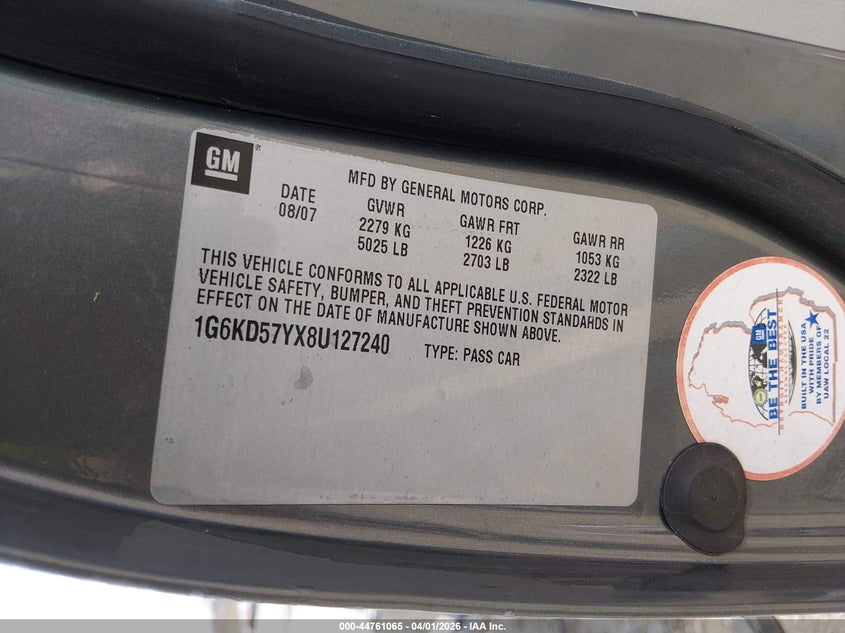 GM
MFD BY GENERAL MOTORS CORP.
DATE GVWR GAWR FRT GAWR RR
08/07 2279 KG 1226 KG 1053 KG
5025 LB 2703 LB 2322 LB
THIS VEHICLE CONFORMS TO ALL APPLICABLE U.S. FEDERAL MOTOR
VEHICLE SAFETY, BUMPER, AND THEFT PREVENTION STANDARDS IN
EFFECT ON THE DATE OF MANUFACTURE SHOWN ABOVE.
1G6KD57YX8U127240 TYPE: PASS CAR
GM
BE THE BEST
BUILT IN THE USA
WITH PRIDE
BY MEMBERS OF
UAW LOCAL 22
000-44761065 - 04/01/2026 - IAA Inc.